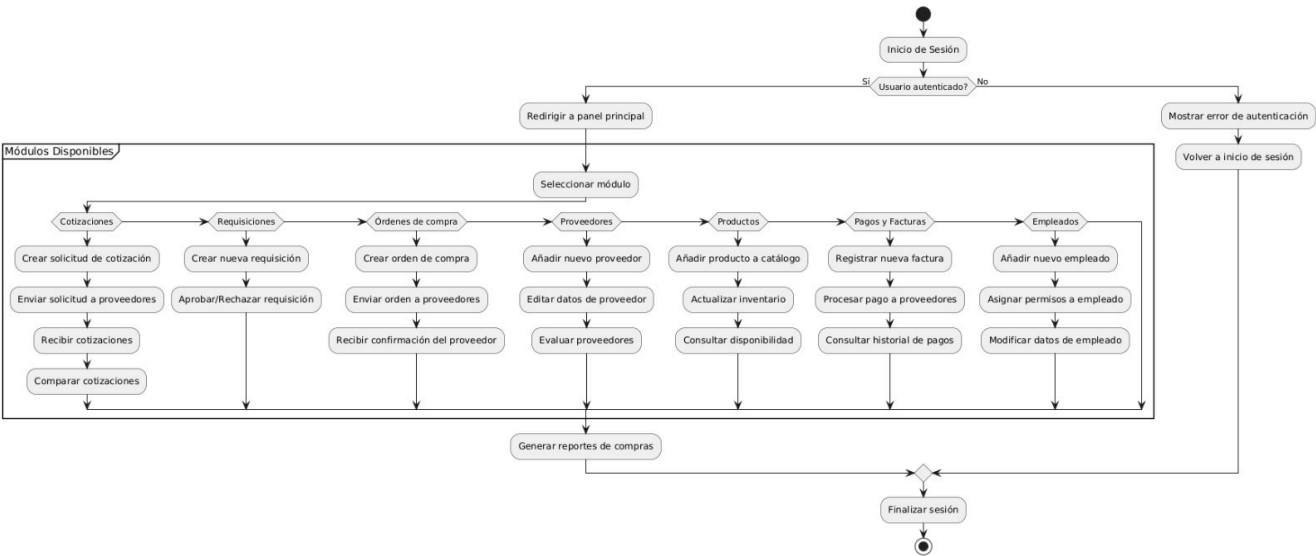 Inicio de Sesión
Si
Usuario autenticado?
No
Redirigir a panel principal
Mostrar error de autenticación
Módulos Disponibles
Volver a inicio de sesión
Seleccionar módulo
Cotizaciones
Requisiciones
Órdenes de compra
Proveedores
Productos
Pagos y Facturas
Empleados
Crear solicitud de cotización
Crear nueva requisición
Crear orden de compra
Añadir nuevo proveedor
Añadir producto a catálogo
Registrar nueva factura
Añadir nuevo empleado
Enviar solicitud a proveedores
Aprobar/Rechazar requisición
Enviar orden a proveedores
Editar datos de proveedor
Actualizar inventario
Procesar pago a proveedores
Asignar permisos a empleado
Recibir cotizaciones
Recibir confirmación del proveedor
Evaluar proveedores
Consultar disponibilidad
Consultar historial de pagos
Modificar datos de empleado
Comparar cotizaciones
Generar reportes de compras
Finalizar sesión